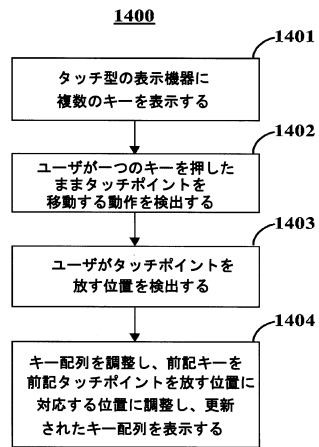 1400
1401
タッチ型の表示機器に
複数のキーを表示する
1402
ユーザが一つのキーを押した
ままタッチポイントを
移動する動作を検出する
1403
ユーザがタッチポイントを
放す位置を検出する
1404
キー配列を調整し、前記キーを
前記タッチポイントを放す位置に
対応する位置に調整し、更新
されたキー配列を表示する